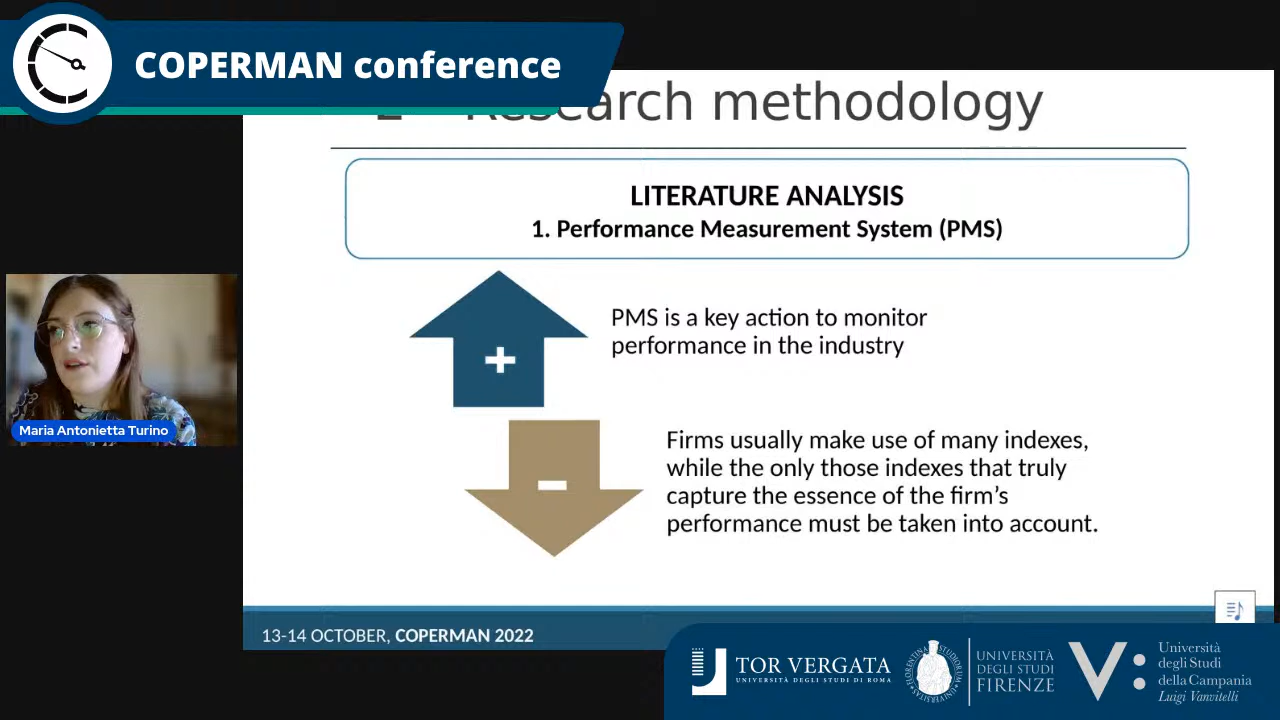 COPERMAN conference
Research methodology
LITERATURE ANALYSIS
1. Performance Measurement System (PMS)
+
PMS is a key action to monitor
performance in the industry
-
Firms usually make use of many indexes,
while the only those indexes that truly
capture the essence of the firm’s
performance must be taken into account.
Maria Antonietta Turino
13-14 OCTOBER, COPERMAN 2022
TOR VERGATA
UNIVERSITÀ DEGLI STUDI DI ROMA
UNIVERSITÀ
DEGLI STUDI
FIRENZE
V:
Università
degli Studi
della Campania
Luigi Vanvitelli